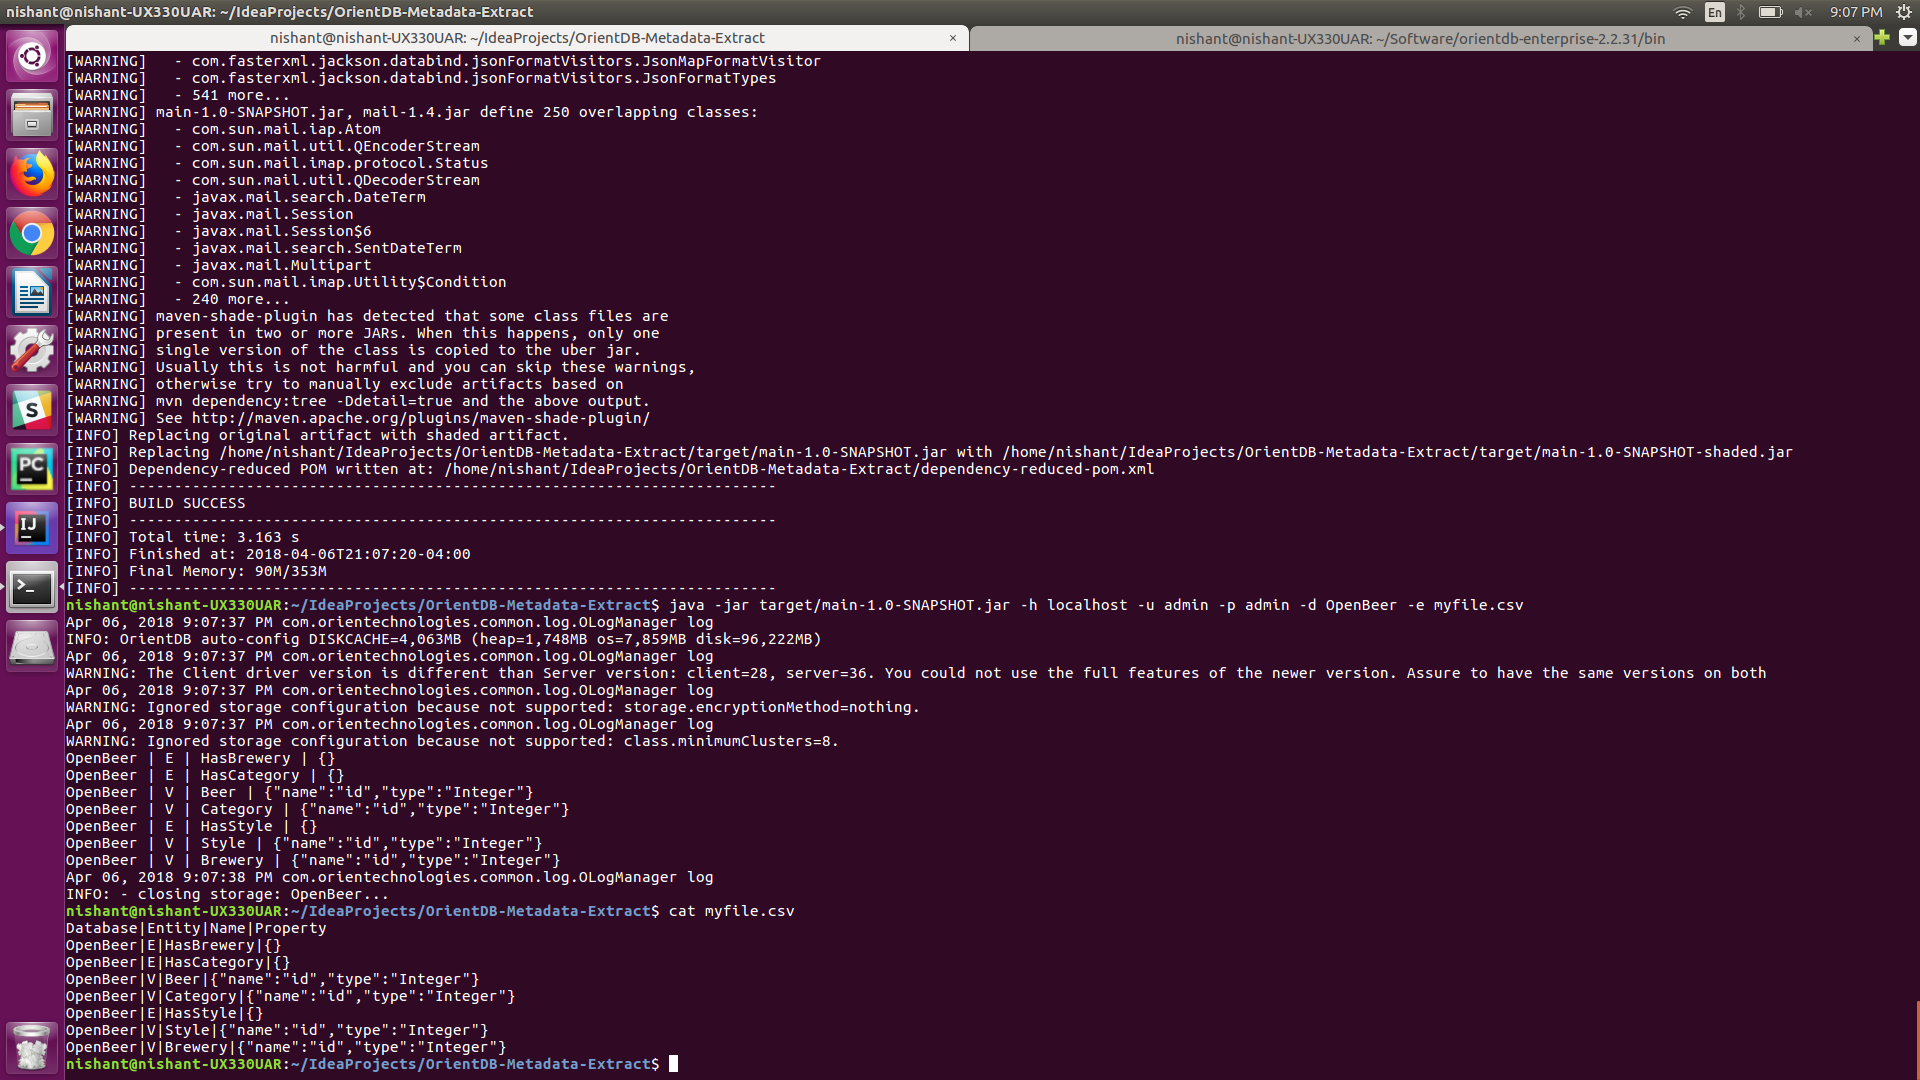 nishant@nishant-UX330UAR: ~/IdeaProjects/OrientDB-Metadata-Extract
En
9:07 PM
nishant@nishant-UX330UAR: ~/IdeaProjects/OrientDB-Metadata-Extract ×
nishant@nishant-UX330UAR: ~/Software/orientdb-enterprise-2.2.31/bin ×
S
PC
IJ
>_
[WARNING]   - com.fasterxml.jackson.databind.jsonFormatVisitors.JsonMapFormatVisitor
[WARNING]   - com.fasterxml.jackson.databind.jsonFormatVisitors.JsonFormatTypes
[WARNING]   - 541 more...
[WARNING] main-1.0-SNAPSHOT.jar, mail-1.4.jar define 250 overlapping classes:
[WARNING]   - com.sun.mail.iap.Atom
[WARNING]   - com.sun.mail.util.QEncoderStream
[WARNING]   - com.sun.mail.imap.protocol.Status
[WARNING]   - com.sun.mail.util.QDecoderStream
[WARNING]   - javax.mail.search.DateTerm
[WARNING]   - javax.mail.Session
[WARNING]   - javax.mail.Session$6
[WARNING]   - javax.mail.search.SentDateTerm
[WARNING]   - javax.mail.Multipart
[WARNING]   - com.sun.mail.imap.Utility$Condition
[WARNING]   - 240 more...
[WARNING] maven-shade-plugin has detected that some class files are
[WARNING] present in two or more JARs. When this happens, only one
[WARNING] single version of the class is copied to the uber jar.
[WARNING] Usually this is not harmful and you can skip these warnings,
[WARNING] otherwise try to manually exclude artifacts based on
[WARNING] mvn dependency:tree -Ddetail=true and the above output.
[WARNING] See http://maven.apache.org/plugins/maven-shade-plugin/
[INFO] Replacing original artifact with shaded artifact.
[INFO] Replacing /home/nishant/IdeaProjects/OrientDB-Metadata-Extract/target/main-1.0-SNAPSHOT.jar with /home/nishant/IdeaProjects/OrientDB-Metadata-Extract/target/main-1.0-SNAPSHOT-shaded.jar
[INFO] Dependency-reduced POM written at: /home/nishant/IdeaProjects/OrientDB-Metadata-Extract/dependency-reduced-pom.xml
[INFO] ------------------------------------------------------------------------
[INFO] BUILD SUCCESS
[INFO] ------------------------------------------------------------------------
[INFO] Total time: 3.163 s
[INFO] Finished at: 2018-04-06T21:07:20-04:00
[INFO] Final Memory: 90M/353M
[INFO] ------------------------------------------------------------------------
nishant@nishant-UX330UAR:~/IdeaProjects/OrientDB-Metadata-Extract$ java -jar target/main-1.0-SNAPSHOT.jar -h localhost -u admin -p admin -d OpenBeer -e myfile.csv
Apr 06, 2018 9:07:37 PM com.orientechnologies.common.log.OLogManager log
INFO: OrientDB auto-config DISKCACHE=4,063MB (heap=1,748MB os=7,859MB disk=96,222MB)
Apr 06, 2018 9:07:37 PM com.orientechnologies.common.log.OLogManager log
WARNING: The Client driver version is different than Server version: client=28, server=36. You could not use the full features of the newer version. Assure to have the same versions on both
Apr 06, 2018 9:07:37 PM com.orientechnologies.common.log.OLogManager log
WARNING: Ignored storage configuration because not supported: storage.encryptionMethod=nothing.
Apr 06, 2018 9:07:37 PM com.orientechnologies.common.log.OLogManager log
WARNING: Ignored storage configuration because not supported: class.minimumClusters=8.
OpenBeer | E | HasBrewery | {}
OpenBeer | E | HasCategory | {}
OpenBeer | V | Beer | {"name":"id","type":"Integer"}
OpenBeer | V | Category | {"name":"id","type":"Integer"}
OpenBeer | E | HasStyle | {}
OpenBeer | V | Style | {"name":"id","type":"Integer"}
OpenBeer | V | Brewery | {"name":"id","type":"Integer"}
Apr 06, 2018 9:07:38 PM com.orientechnologies.common.log.OLogManager log
INFO: - closing storage: OpenBeer...
nishant@nishant-UX330UAR:~/IdeaProjects/OrientDB-Metadata-Extract$ cat myfile.csv
Database|Entity|Name|Property
OpenBeer|E|HasBrewery|{}
OpenBeer|E|HasCategory|{}
OpenBeer|V|Beer|{"name":"id","type":"Integer"}
OpenBeer|V|Category|{"name":"id","type":"Integer"}
OpenBeer|E|HasStyle|{}
OpenBeer|V|Style|{"name":"id","type":"Integer"}
OpenBeer|V|Brewery|{"name":"id","type":"Integer"}
nishant@nishant-UX330UAR:~/IdeaProjects/OrientDB-Metadata-Extract$